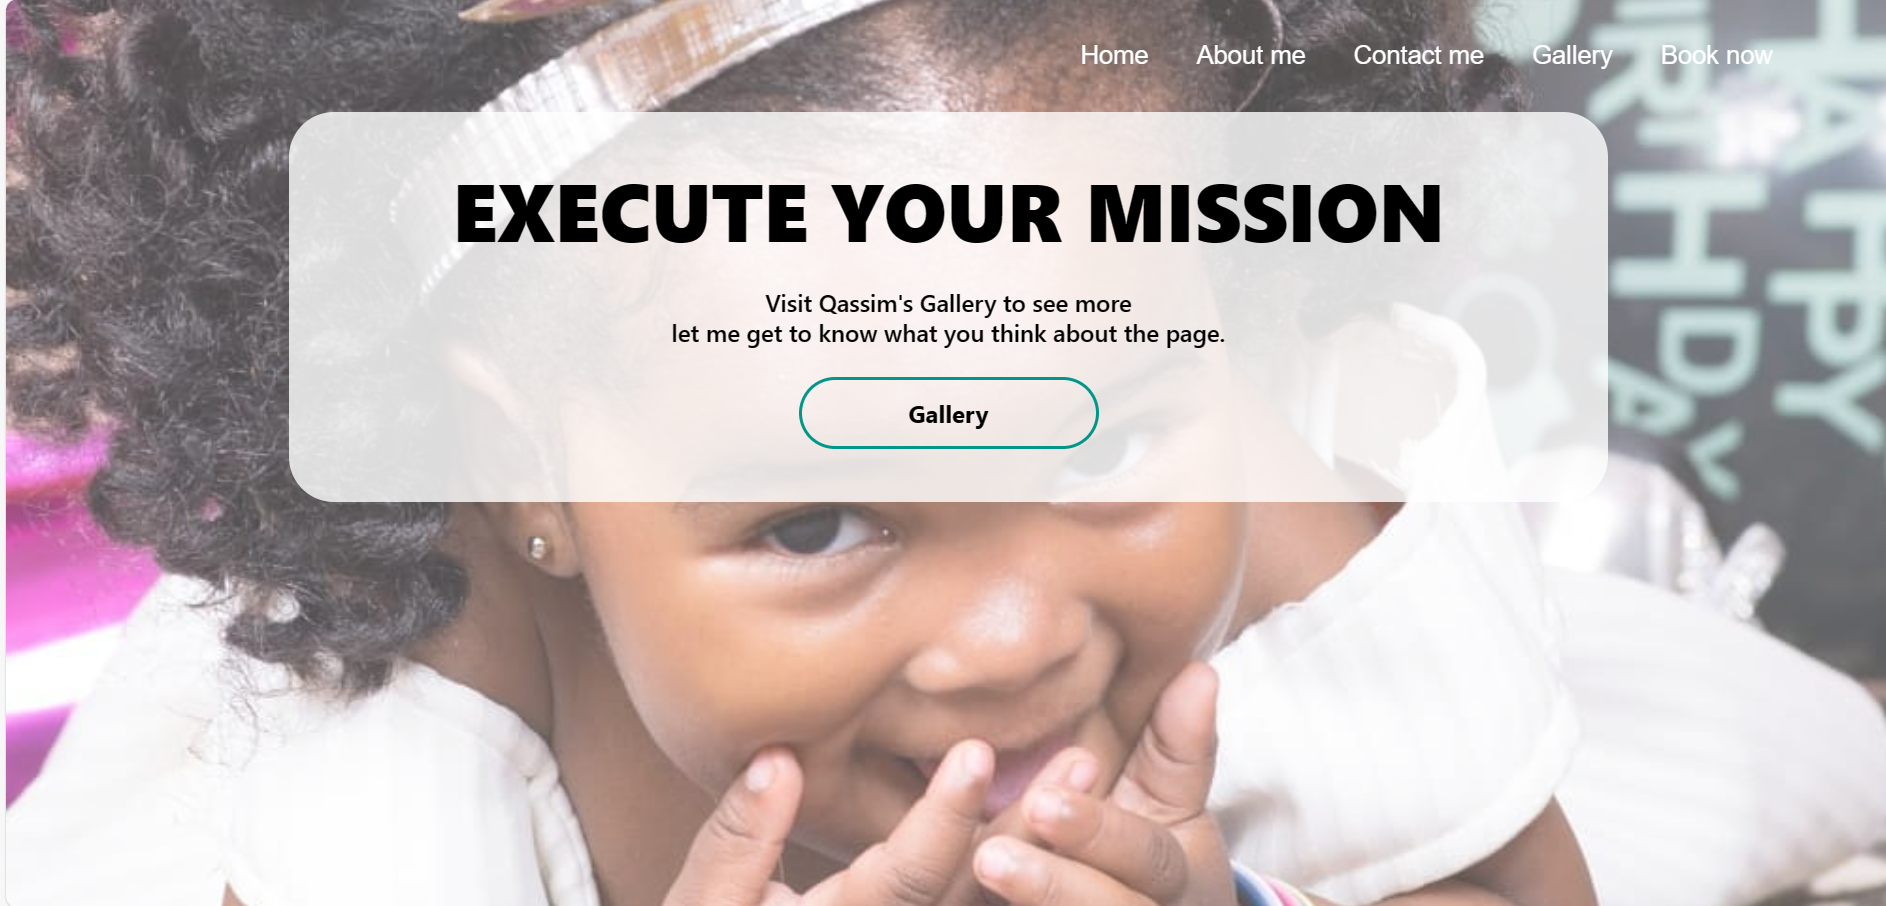 Home About me Contact me Gallery Book now
EXECUTE YOUR MISSION
Visit Qassim's Gallery to see more
let me get to know what you think about the page.
Gallery
HAPPY
BIRTHDAY